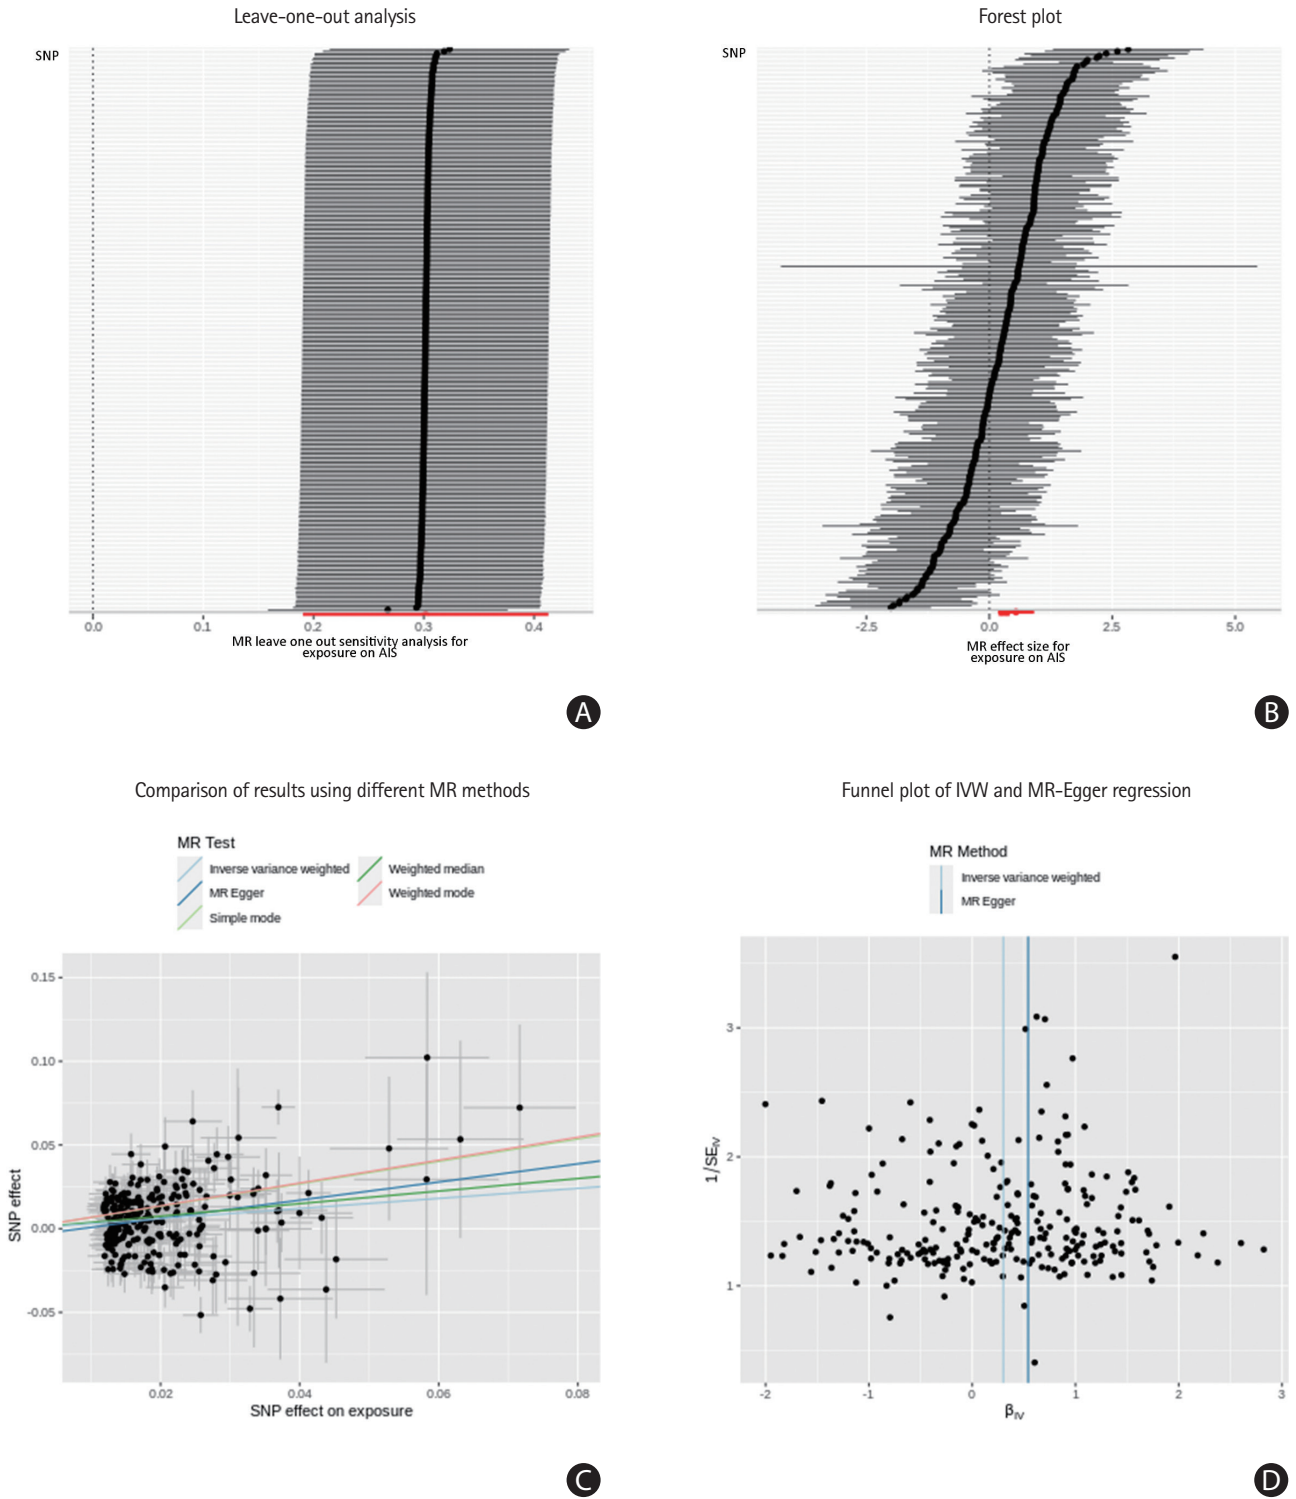 Leave-one-out analysis
SNP
0.0 0.1 0.2 0.3 0.4
MR leave one out sensitivity analysis for
exposure on AIS
A
Forest plot
SNP
-2.5 0.0 2.5 5.0
MR effect size for
exposure on AIS
B
Comparison of results using different MR methods
MR Test
Inverse variance weighted
MR Egger
Simple mode
Weighted median
Weighted mode
0.15
0.10
0.05
0.00
-0.05
SNP effect
0.02 0.04 0.06 0.08
SNP effect on exposure
C
Funnel plot of IVW and MR-Egger regression
MR Method
Inverse variance weighted
MR Egger
3
2
1
1/SE_IV
-2 -1 0 1 2 3
β_IV
D